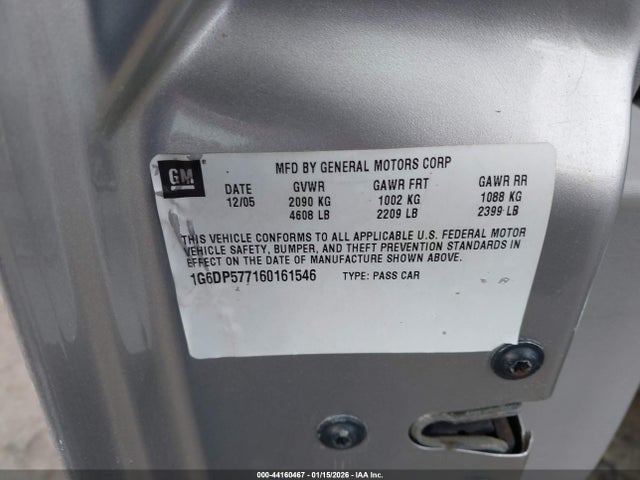 GM
MFD BY GENERAL MOTORS CORP
DATE GVWR GAWR FRT GAWR RR
12/05 2090 KG 1002 KG 1088 KG
4608 LB 2209 LB 2399 LB
THIS VEHICLE CONFORMS TO ALL APPLICABLE U.S. FEDERAL MOTOR
VEHICLE SAFETY, BUMPER, AND THEFT PREVENTION STANDARDS IN
EFFECT ON THE DATE OF MANUFACTURE SHOWN ABOVE.
1G6DP577160161546 TYPE: PASS CAR
000-44160467 01/15/2026 © Copyright IAA, Inc.